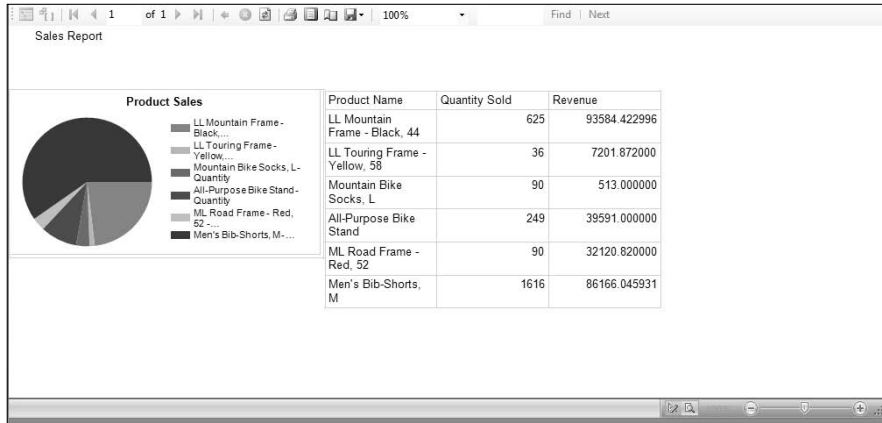 1 of 1 100% Find | Next
Sales Report
Product Sales
LL Mountain Frame -
Black,...
LL Touring Frame -
Yellow,...
Mountain Bike Socks, L-
Quantity
All-Purpose Bike Stand -
Quantity
ML Road Frame - Red,
52 -...
Men's Bib-Shorts, M-...
Product Name Quantity Sold Revenue
LL Mountain
Frame - Black, 44 625 93584.422996
LL Touring Frame -
Yellow, 58 36 7201.872000
Mountain Bike
Socks, L 90 513.000000
All-Purpose Bike
Stand 249 39591.000000
ML Road Frame -
Red, 52 90 32120.820000
Men's Bib-Shorts,
M 1616 86166.045931